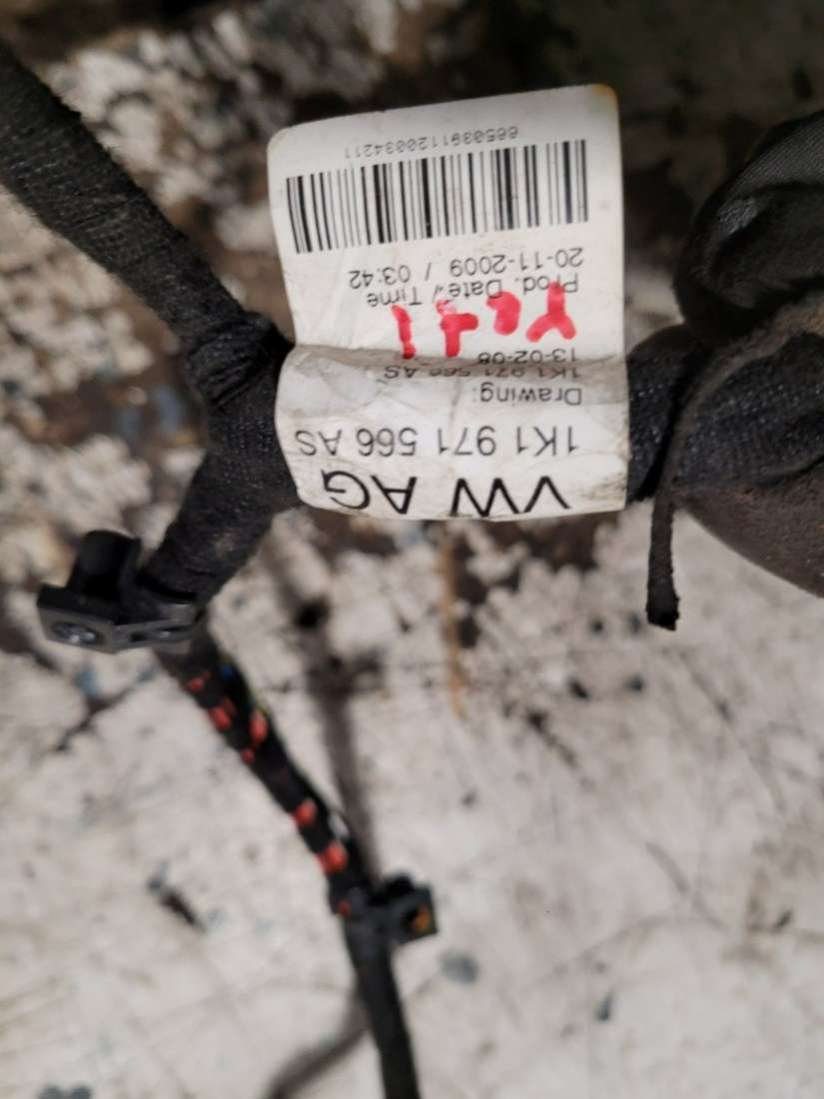 VW AG
1K1 971 566 AS
Drawing:
1K1 971 566 AS
13-02-08
Prod. Date / Time
20-11-2009 / 03:42